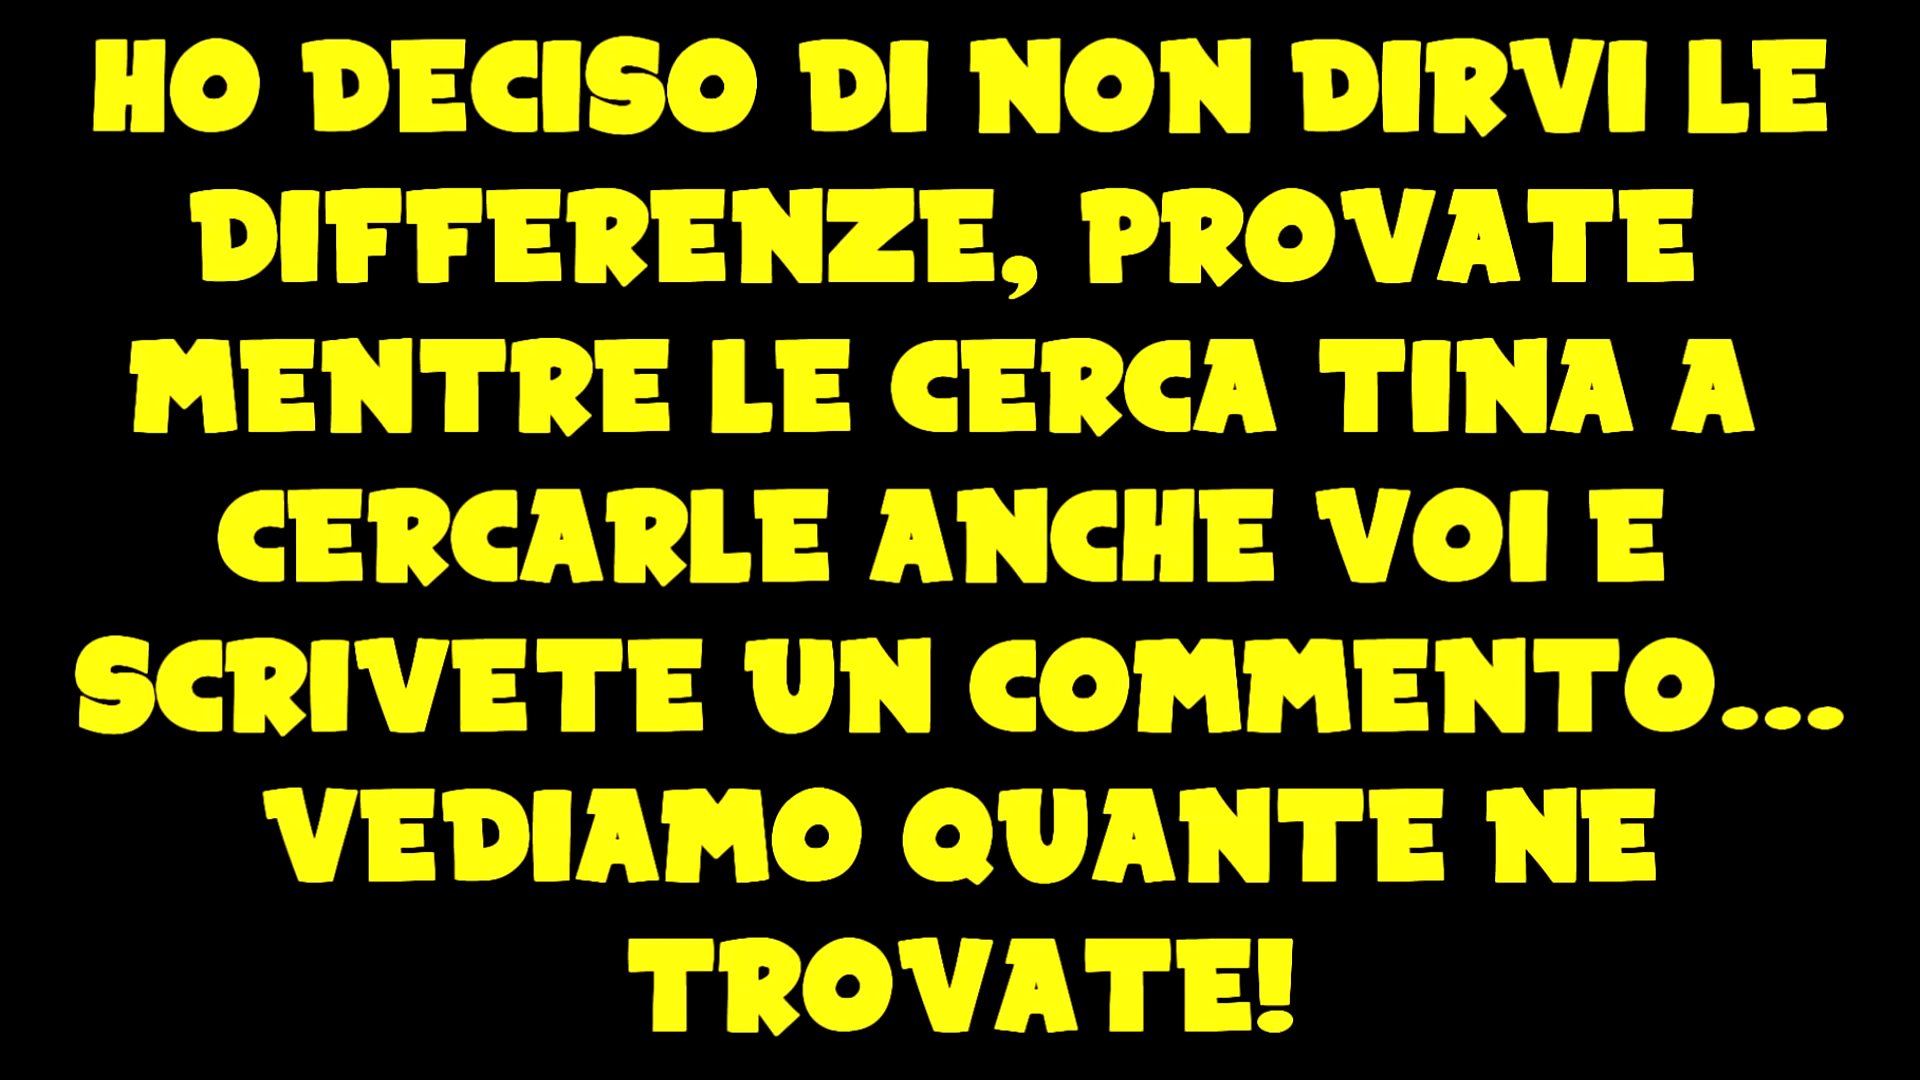 HO DECISO DI NON DIRVI LE
DIFFERENZE, PROVATE
MENTRE LE CERCA TINA A
CERCARLE ANCHE VOI E
SCRIVETE UN COMMENTO...
VEDIAMO QUANTE NE
TROVATE!